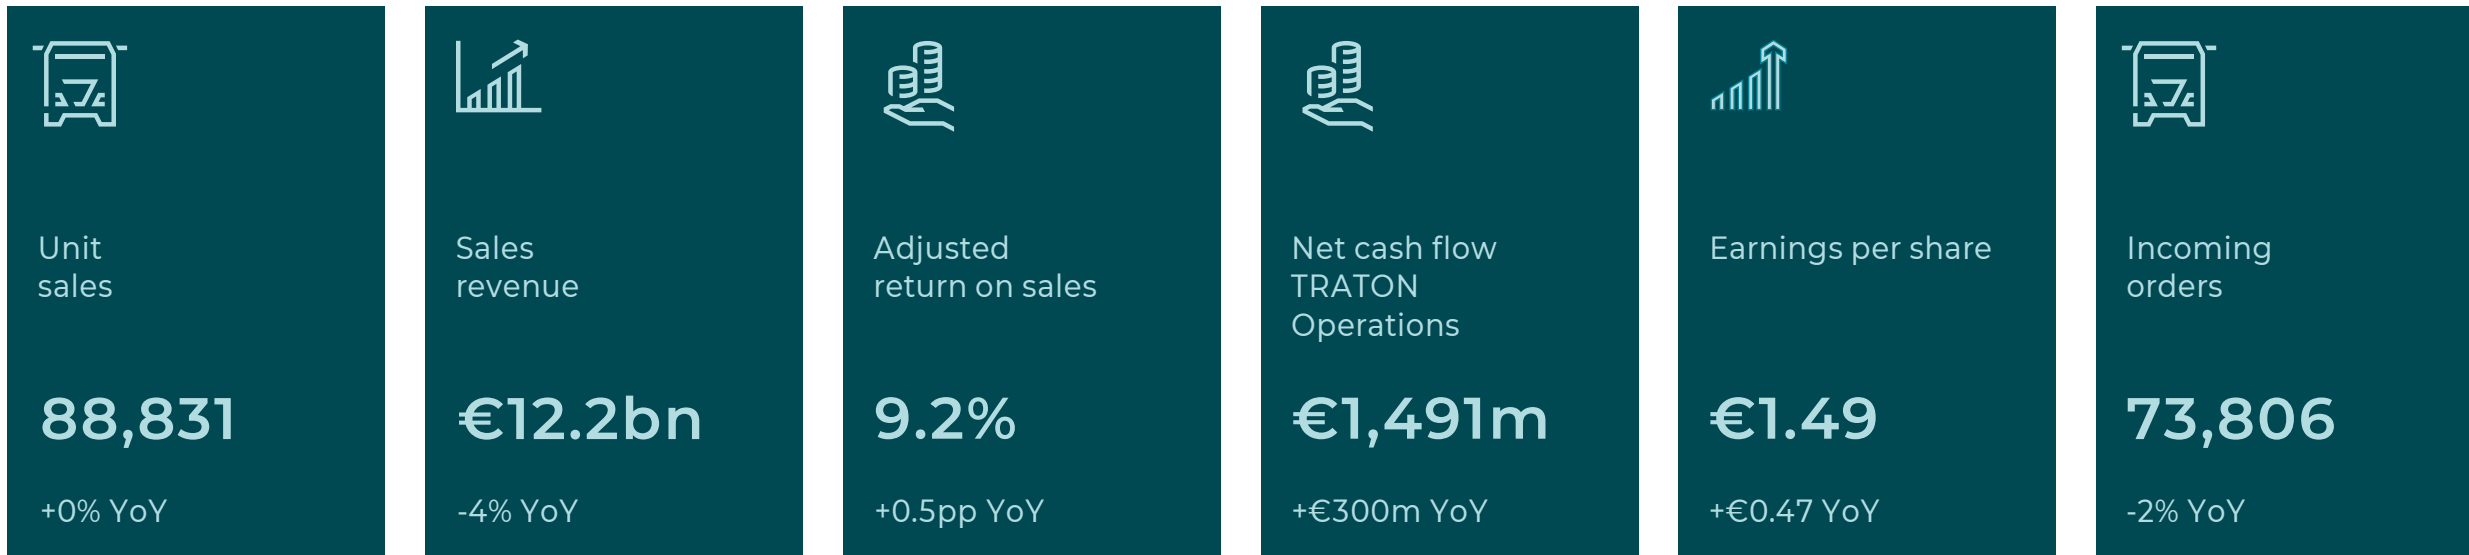 Unit
sales
88,831
+0% YoY
Sales
revenue
€12.2bn
-4% YoY
Adjusted
return on sales
9.2%
+0.5pp YoY
Net cash flow
TRATON
Operations
€1,491m
+€300m YoY
Earnings per share
€1.49
+€0.47 YoY
Incoming
orders
73,806
-2% YoY